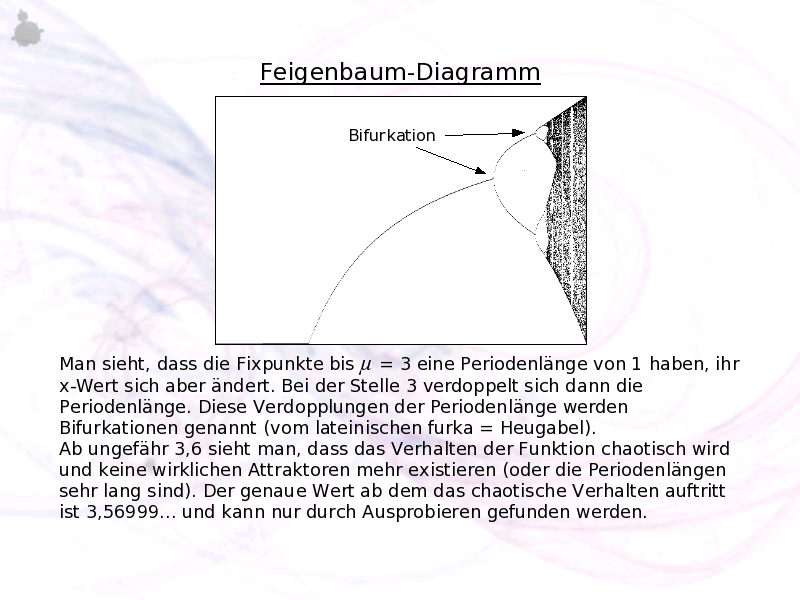 Feigenbaum-Diagramm
Bifurkation
Man sieht, dass die Fixpunkte bis μ = 3 eine Periodenlänge von 1 haben, ihr
x-Wert sich aber ändert. Bei der Stelle 3 verdoppelt sich dann die
Periodenlänge. Diese Verdopplungen der Periodenlänge werden
Bifurkationen genannt (vom lateinischen furka = Heugabel).
Ab ungefähr 3,6 sieht man, dass das Verhalten der Funktion chaotisch wird
und keine wirklichen Attraktoren mehr existieren (oder die Periodenlängen
sehr lang sind). Der genaue Wert ab dem das chaotische Verhalten auftritt
ist 3,56999... und kann nur durch Ausprobieren gefunden werden.